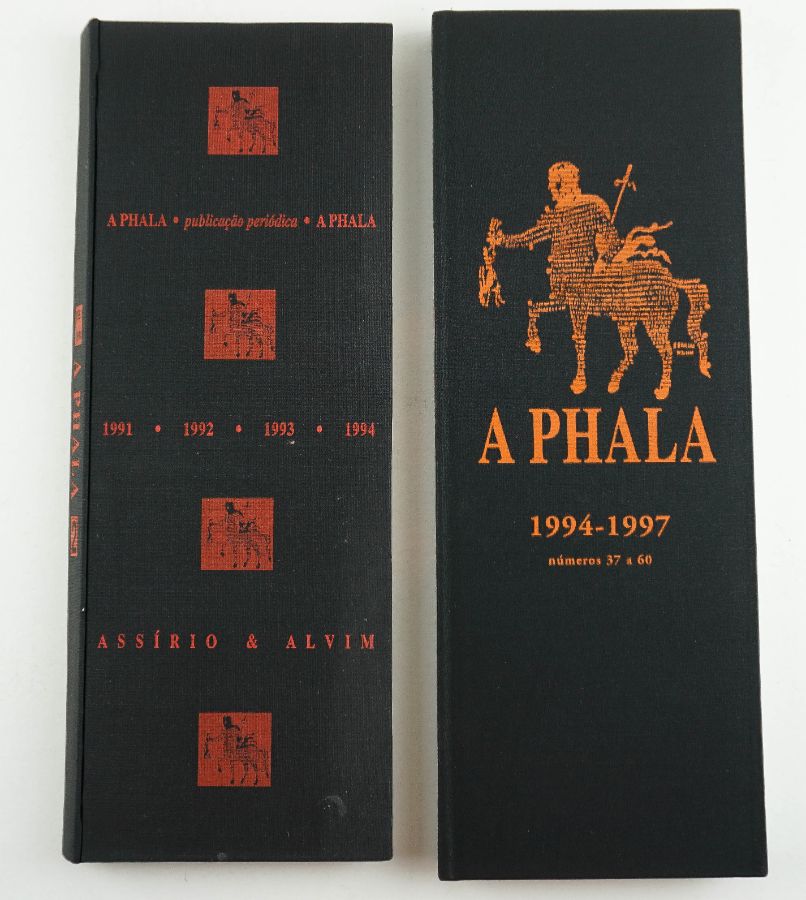 A PHALA • publicação periódica • A PHALA
1991 • 1992 • 1993 • 1994
ASSÍRIO & ALVIM
A PHALA
A PHALA
1994-1997
números 37 a 60